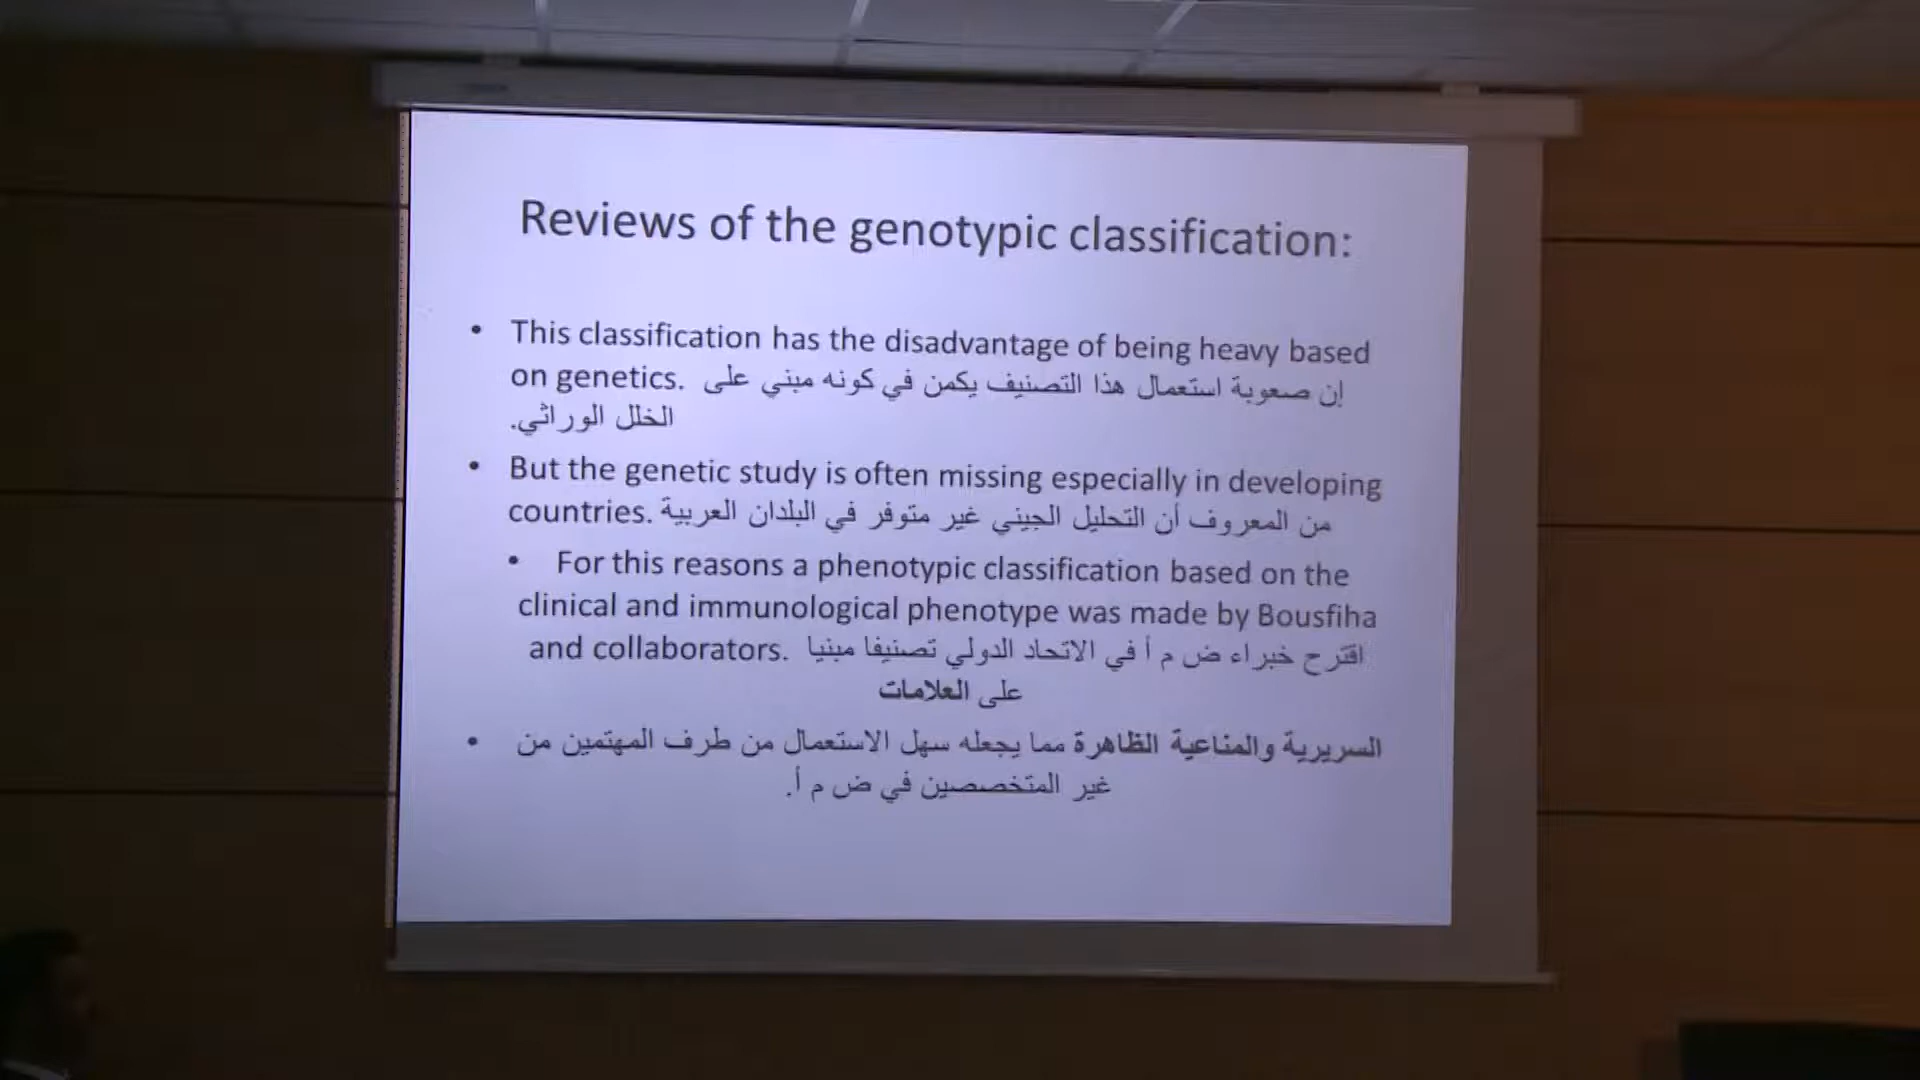 Reviews of the genotypic classification:
• This classification has the disadvantage of being heavy based
on genetics. إن صعوبة استعمال هذا التصنيف يكمن في كونه مبني على
الخلل الوراثي.
• But the genetic study is often missing especially in developing
countries. من المعروف أن التحليل الجيني غير متوفر في البلدان العربية
• For this reasons a phenotypic classification based on the
clinical and immunological phenotype was made by Bousfiha
and collaborators. اقترح خبراء ض م أ في الاتحاد الدولي تصنيفا مبنيا
على العلامات
• السريرية والمناعية الظاهرة مما يجعله سهل الاستعمال من طرف المهتمين من
غير المتخصصين في ض م أ.